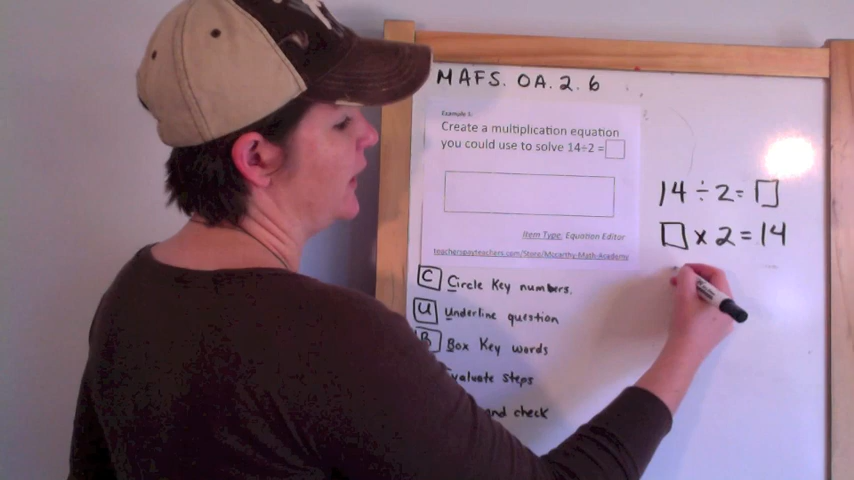 MAFS. OA. 2. 6
Example 1:
Create a multiplication equation
you could use to solve 14÷2 = □
Item Type: Equation Editor
teacherspayteachers.com/Store/Mccarthy-Math-Academy
14 ÷ 2 = □
□ x 2 = 14
C Circle Key numbers.
U Underline question
B Box Key words
valuate steps
and check